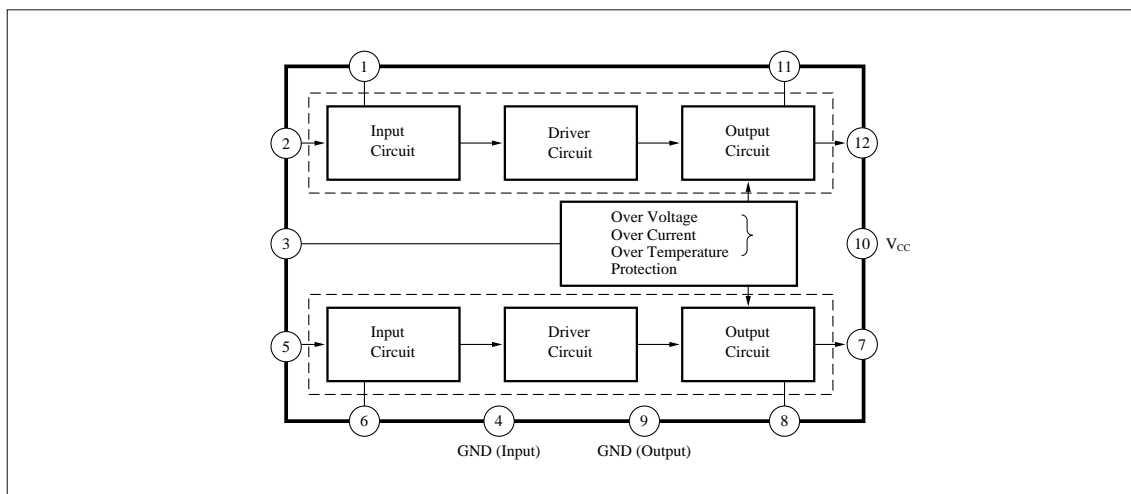 1
11
Input
Circuit
Driver
Circuit
Output
Circuit
2
12
Over Voltage
Over Current
Over Temperature
Protection
3
10
VCC
Input
Circuit
Driver
Circuit
Output
Circuit
5
7
6
4
9
8
GND (Input)
GND (Output)